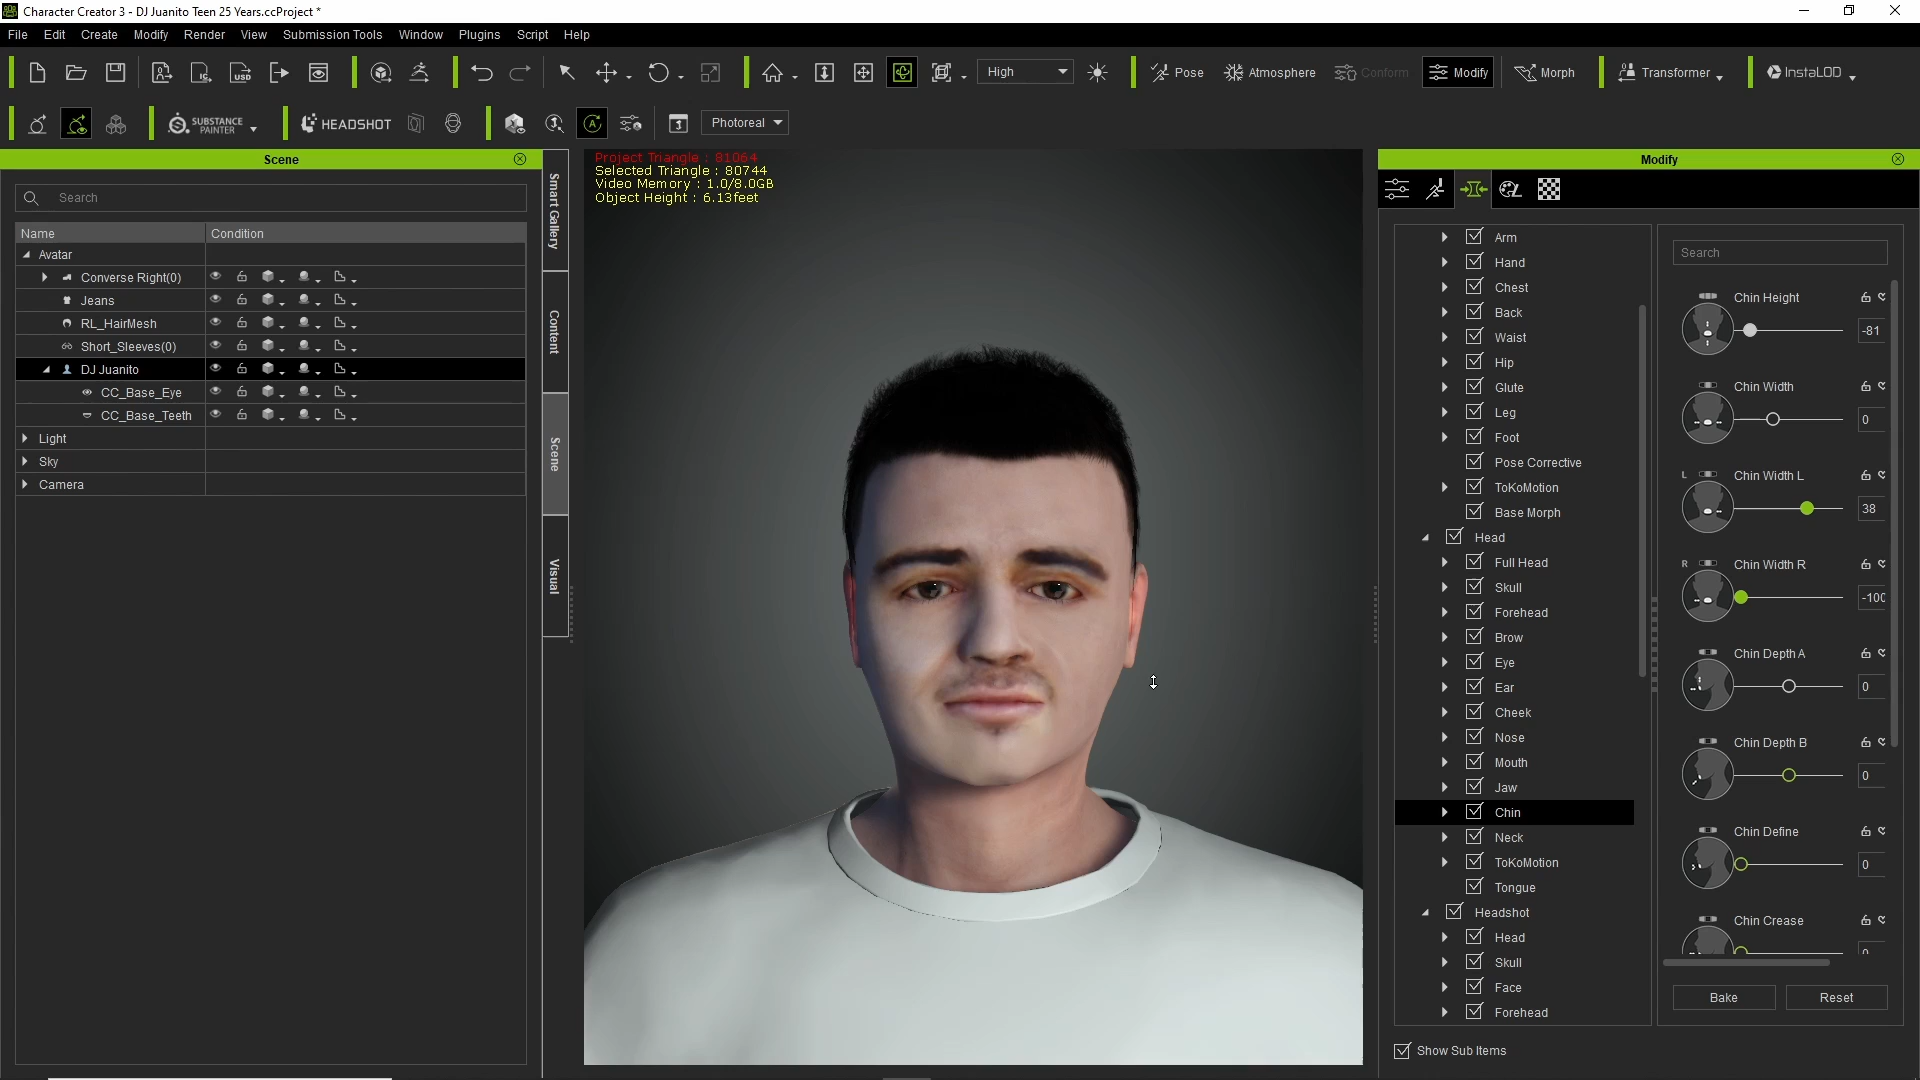 Character Creator 3 - DJ Juanito Teen 25 Years.ccProject *
File Edit Create Modify Render View Submission Tools Window Plugins Script Help
High Pose Atmosphere Conform Modify Morph Transformer InstaLOD
SUBSTANCE PAINTER HEADSHOT Photoreal
Scene
Search
Name Condition
Avatar
Converse Right(0)
Jeans
RL_HairMesh
Short_Sleeves(0)
DJ Juanito
CC_Base_Eye
CC_Base_Teeth
Light
Sky
Camera
Smart Gallery
Content
Scene
Visual
Project Triangle : 81064
Selected Triangle : 80744
Video Memory : 1.0/8.0GB
Object Height : 6.13feet
Modify
Arm
Hand
Chest
Back
Waist
Hip
Glute
Leg
Foot
Pose Corrective
ToKoMotion
Base Morph
Head
Full Head
Skull
Forehead
Brow
Eye
Ear
Cheek
Nose
Mouth
Jaw
Chin
Neck
ToKoMotion
Tongue
Headshot
Head
Skull
Face
Forehead
Show Sub Items
Search
Chin Height
-81
Chin Width
0
L Chin Width L
38
R Chin Width R
-100
Chin Depth A
0
Chin Depth B
0
Chin Define
0
Chin Crease
0
Bake Reset